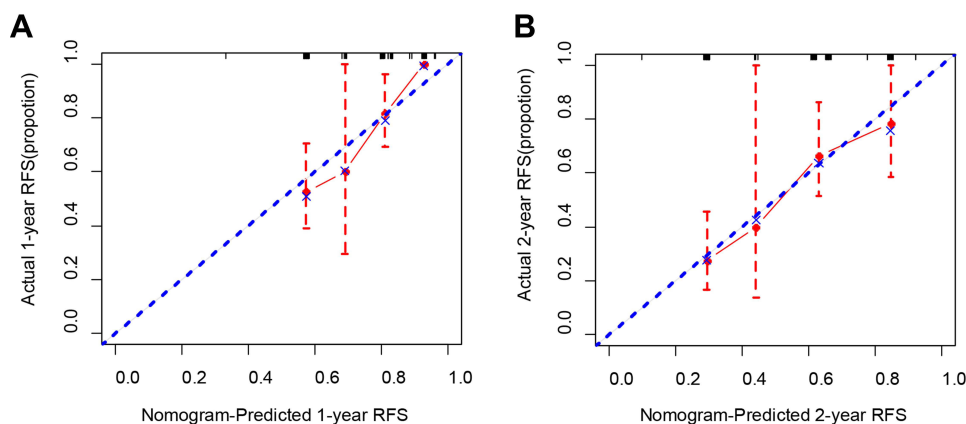 A
Actual 1-year RFS(propotion)
1.0
0.8
0.6
0.4
0.2
0.0
0.0 0.2 0.4 0.6 0.8 1.0
Nomogram-Predicted 1-year RFS
B
Actual 2-year RFS(propotion)
1.0
0.8
0.6
0.4
0.2
0.0
0.0 0.2 0.4 0.6 0.8 1.0
Nomogram-Predicted 2-year RFS